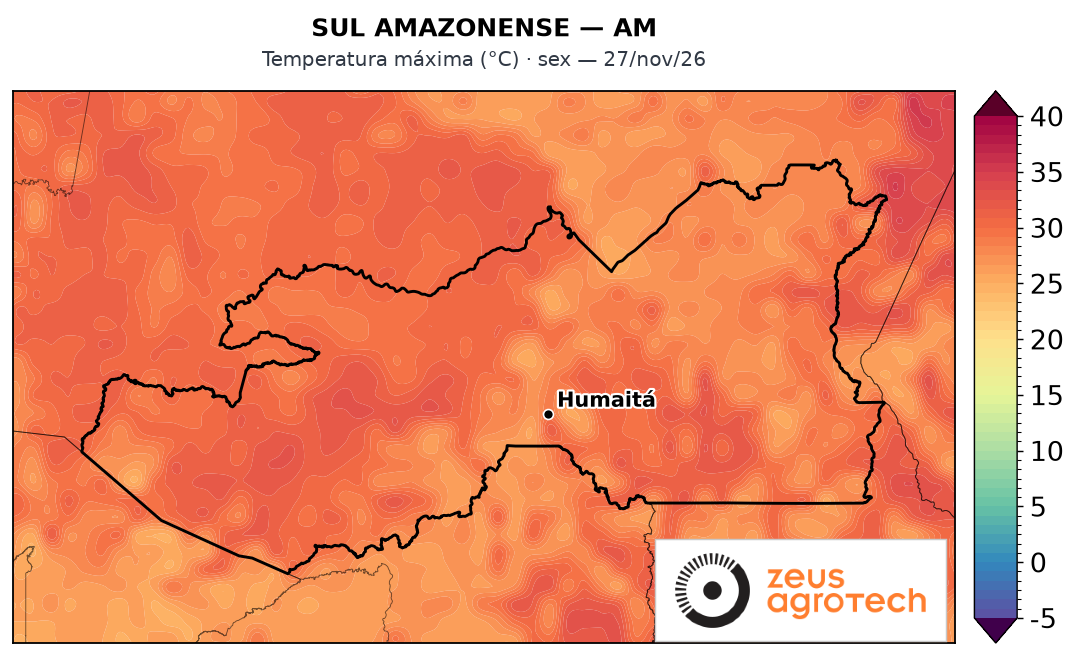 SUL AMAZONENSE — AM
Temperatura máxima (°C) · sex — 27/nov/26
Humaitá
40
35
30
25
20
15
10
5
0
-5
zeus
agrotech